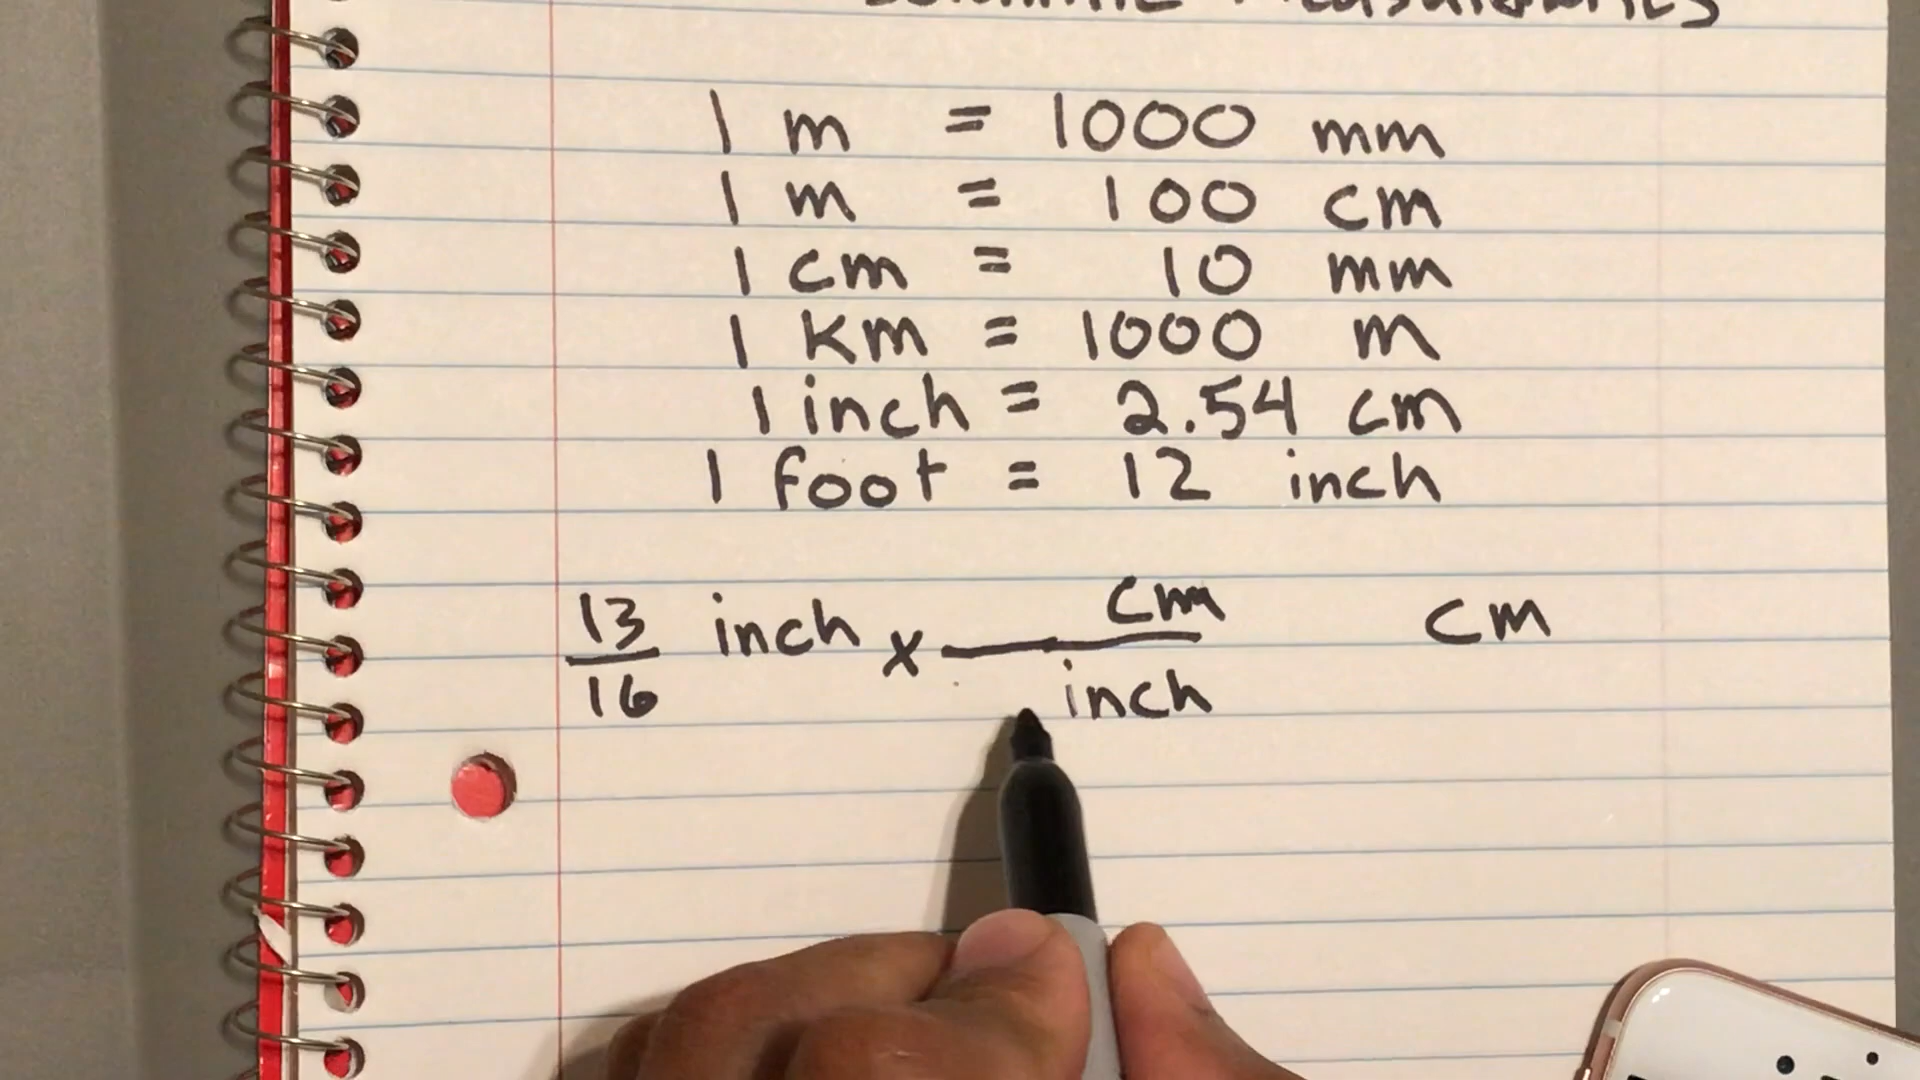 1 m = 1000 mm
1 m = 100 cm
1 cm = 10 mm
1 km = 1000 m
1 inch = 2.54 cm
1 foot = 12 inch
13/16 inch x cm/inch cm